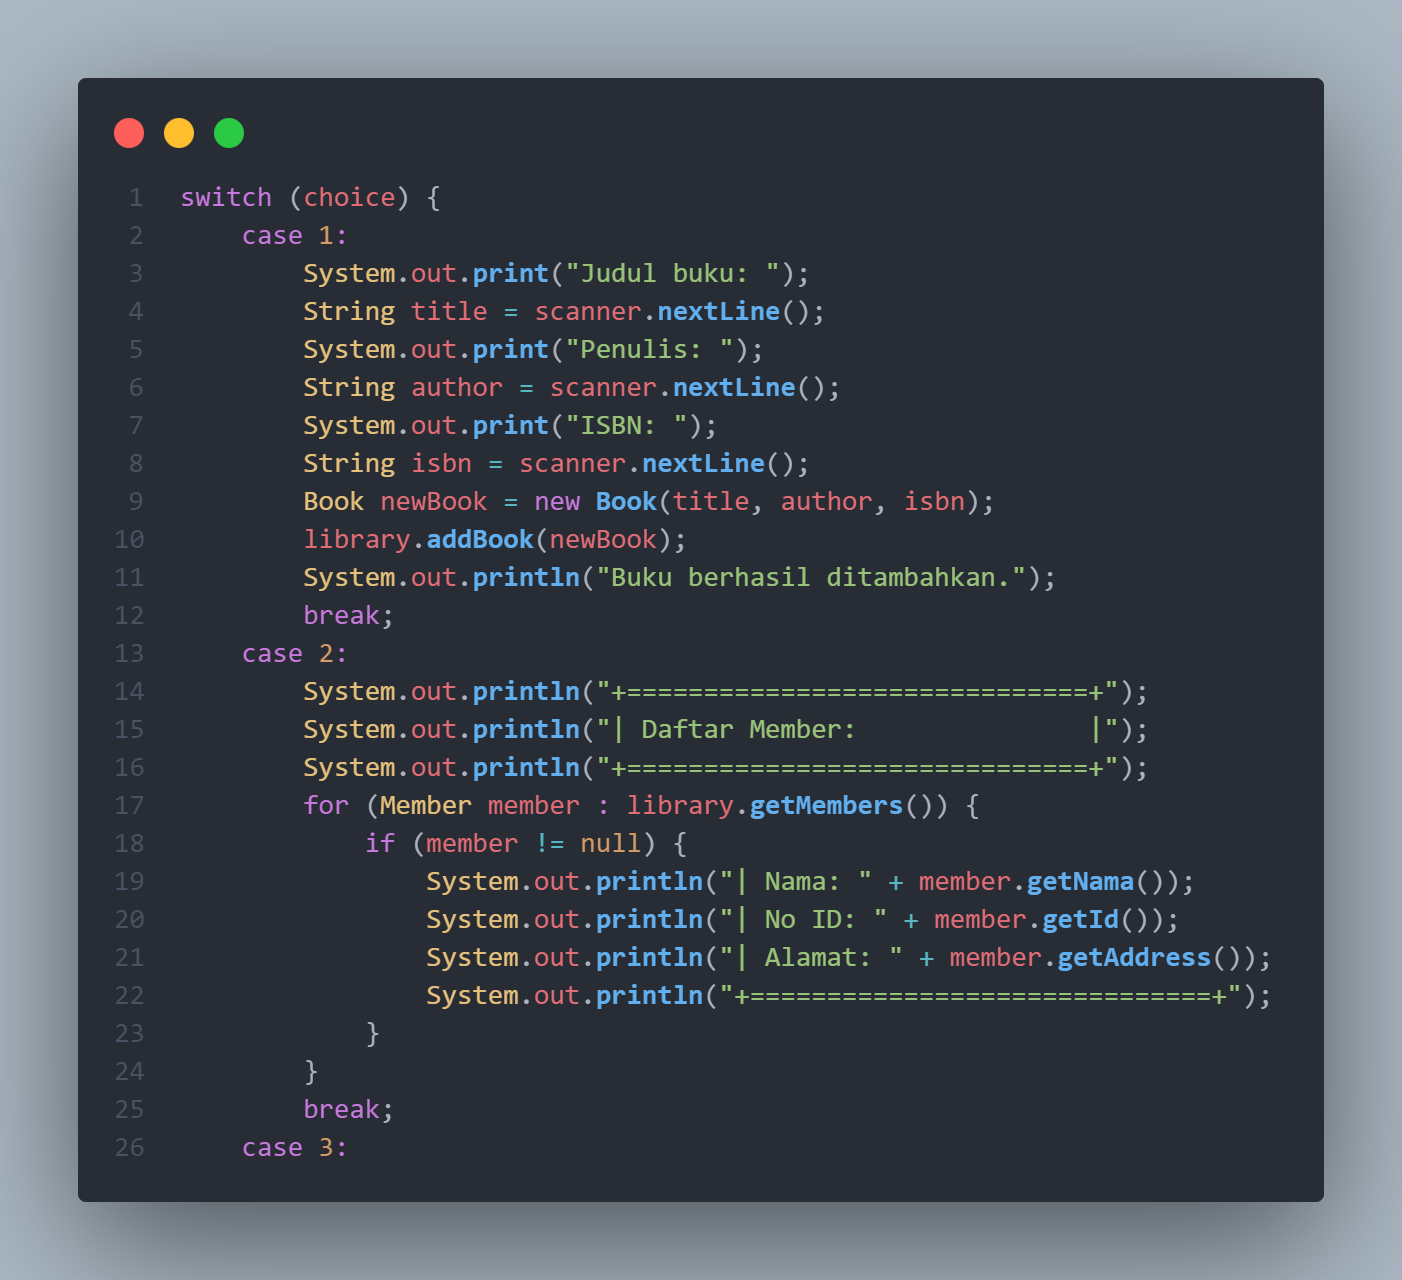 1 switch (choice) {
2     case 1:
3         System.out.print("Judul buku: ");
4         String title = scanner.nextLine();
5         System.out.print("Penulis: ");
6         String author = scanner.nextLine();
7         System.out.print("ISBN: ");
8         String isbn = scanner.nextLine();
9         Book newBook = new Book(title, author, isbn);
10         library.addBook(newBook);
11         System.out.println("Buku berhasil ditambahkan.");
12         break;
13     case 2:
14         System.out.println("+==============================+");
15         System.out.println("| Daftar Member:               |");
16         System.out.println("+==============================+");
17         for (Member member : library.getMembers()) {
18             if (member != null) {
19                 System.out.println("| Nama: " + member.getNama());
20                 System.out.println("| No ID: " + member.getId());
21                 System.out.println("| Alamat: " + member.getAddress());
22                 System.out.println("+==============================+");
23             }
24         }
25         break;
26     case 3: